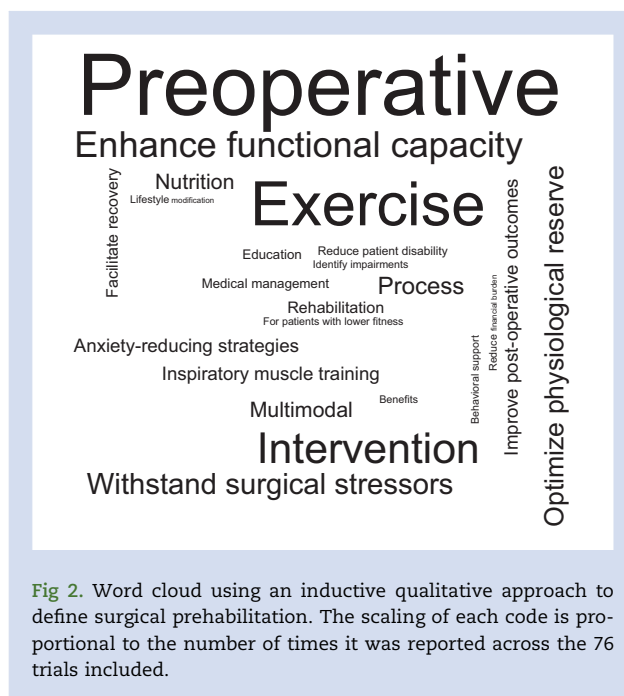 Preoperative
Enhance functional capacity
Nutrition
Lifestyle modification
Facilitate recovery
Exercise
Education
Reduce patient disability
Identify impairments
Medical management
Process
Rehabilitation
For patients with lower fitness
Anxiety-reducing strategies
Inspiratory muscle training
Benefits
Multimodal
Behavioral support
Reduce financial burden
Improve post-operative outcomes
Optimize physiological reserve
Intervention
Withstand surgical stressors
Fig 2. Word cloud using an inductive qualitative approach to
define surgical prehabilitation. The scaling of each code is pro-
portional to the number of times it was reported across the 76
trials included.